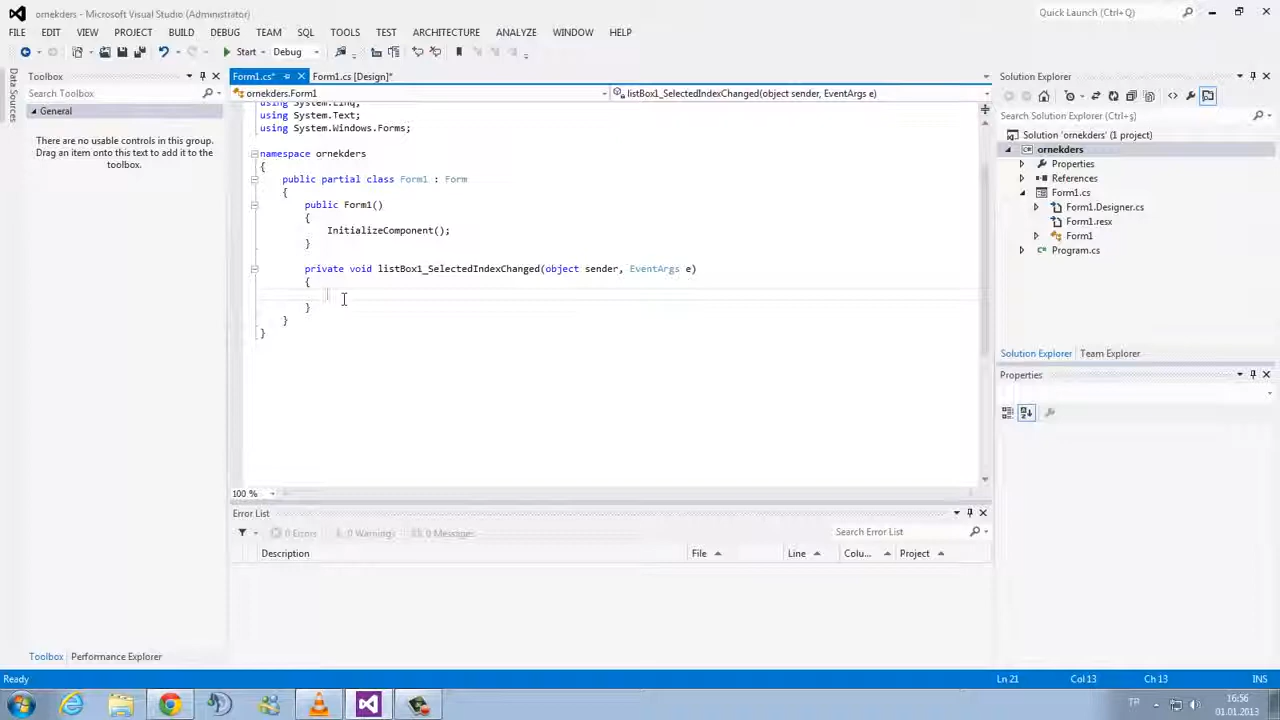 ornekders - Microsoft Visual Studio (Administrator)
Quick Launch (Ctrl+Q)
FILE EDIT VIEW PROJECT BUILD DEBUG TEAM SQL TOOLS TEST ARCHITECTURE ANALYZE WINDOW HELP
Start Debug
Data Sources
Toolbox
Search Toolbox
General
There are no usable controls in this group.
Drag an item onto this text to add it to the
toolbox.
Form1.cs* Form1.cs [Design]*
ornekders.Form1 listBox1_SelectedIndexChanged(object sender, EventArgs e)
using System.Linq;
using System.Text;
using System.Windows.Forms;
namespace ornekders
{
public partial class Form1 : Form
{
public Form1()
{
InitializeComponent();
}
private void listBox1_SelectedIndexChanged(object sender, EventArgs e)
{
}
}
}
100 %
Error List
0 Errors 0 Warnings 0 Messages
Search Error List
Description File Line Colu... Project
Solution Explorer
Search Solution Explorer (Ctrl+ş)
Solution 'ornekders' (1 project)
ornekders
Properties
References
Form1.cs
Form1.Designer.cs
Form1.resx
Form1
Program.cs
Solution Explorer Team Explorer
Properties
Toolbox Performance Explorer
Ready Ln 21 Col 13 Ch 13 INS
TR 16:56
01.01.2013